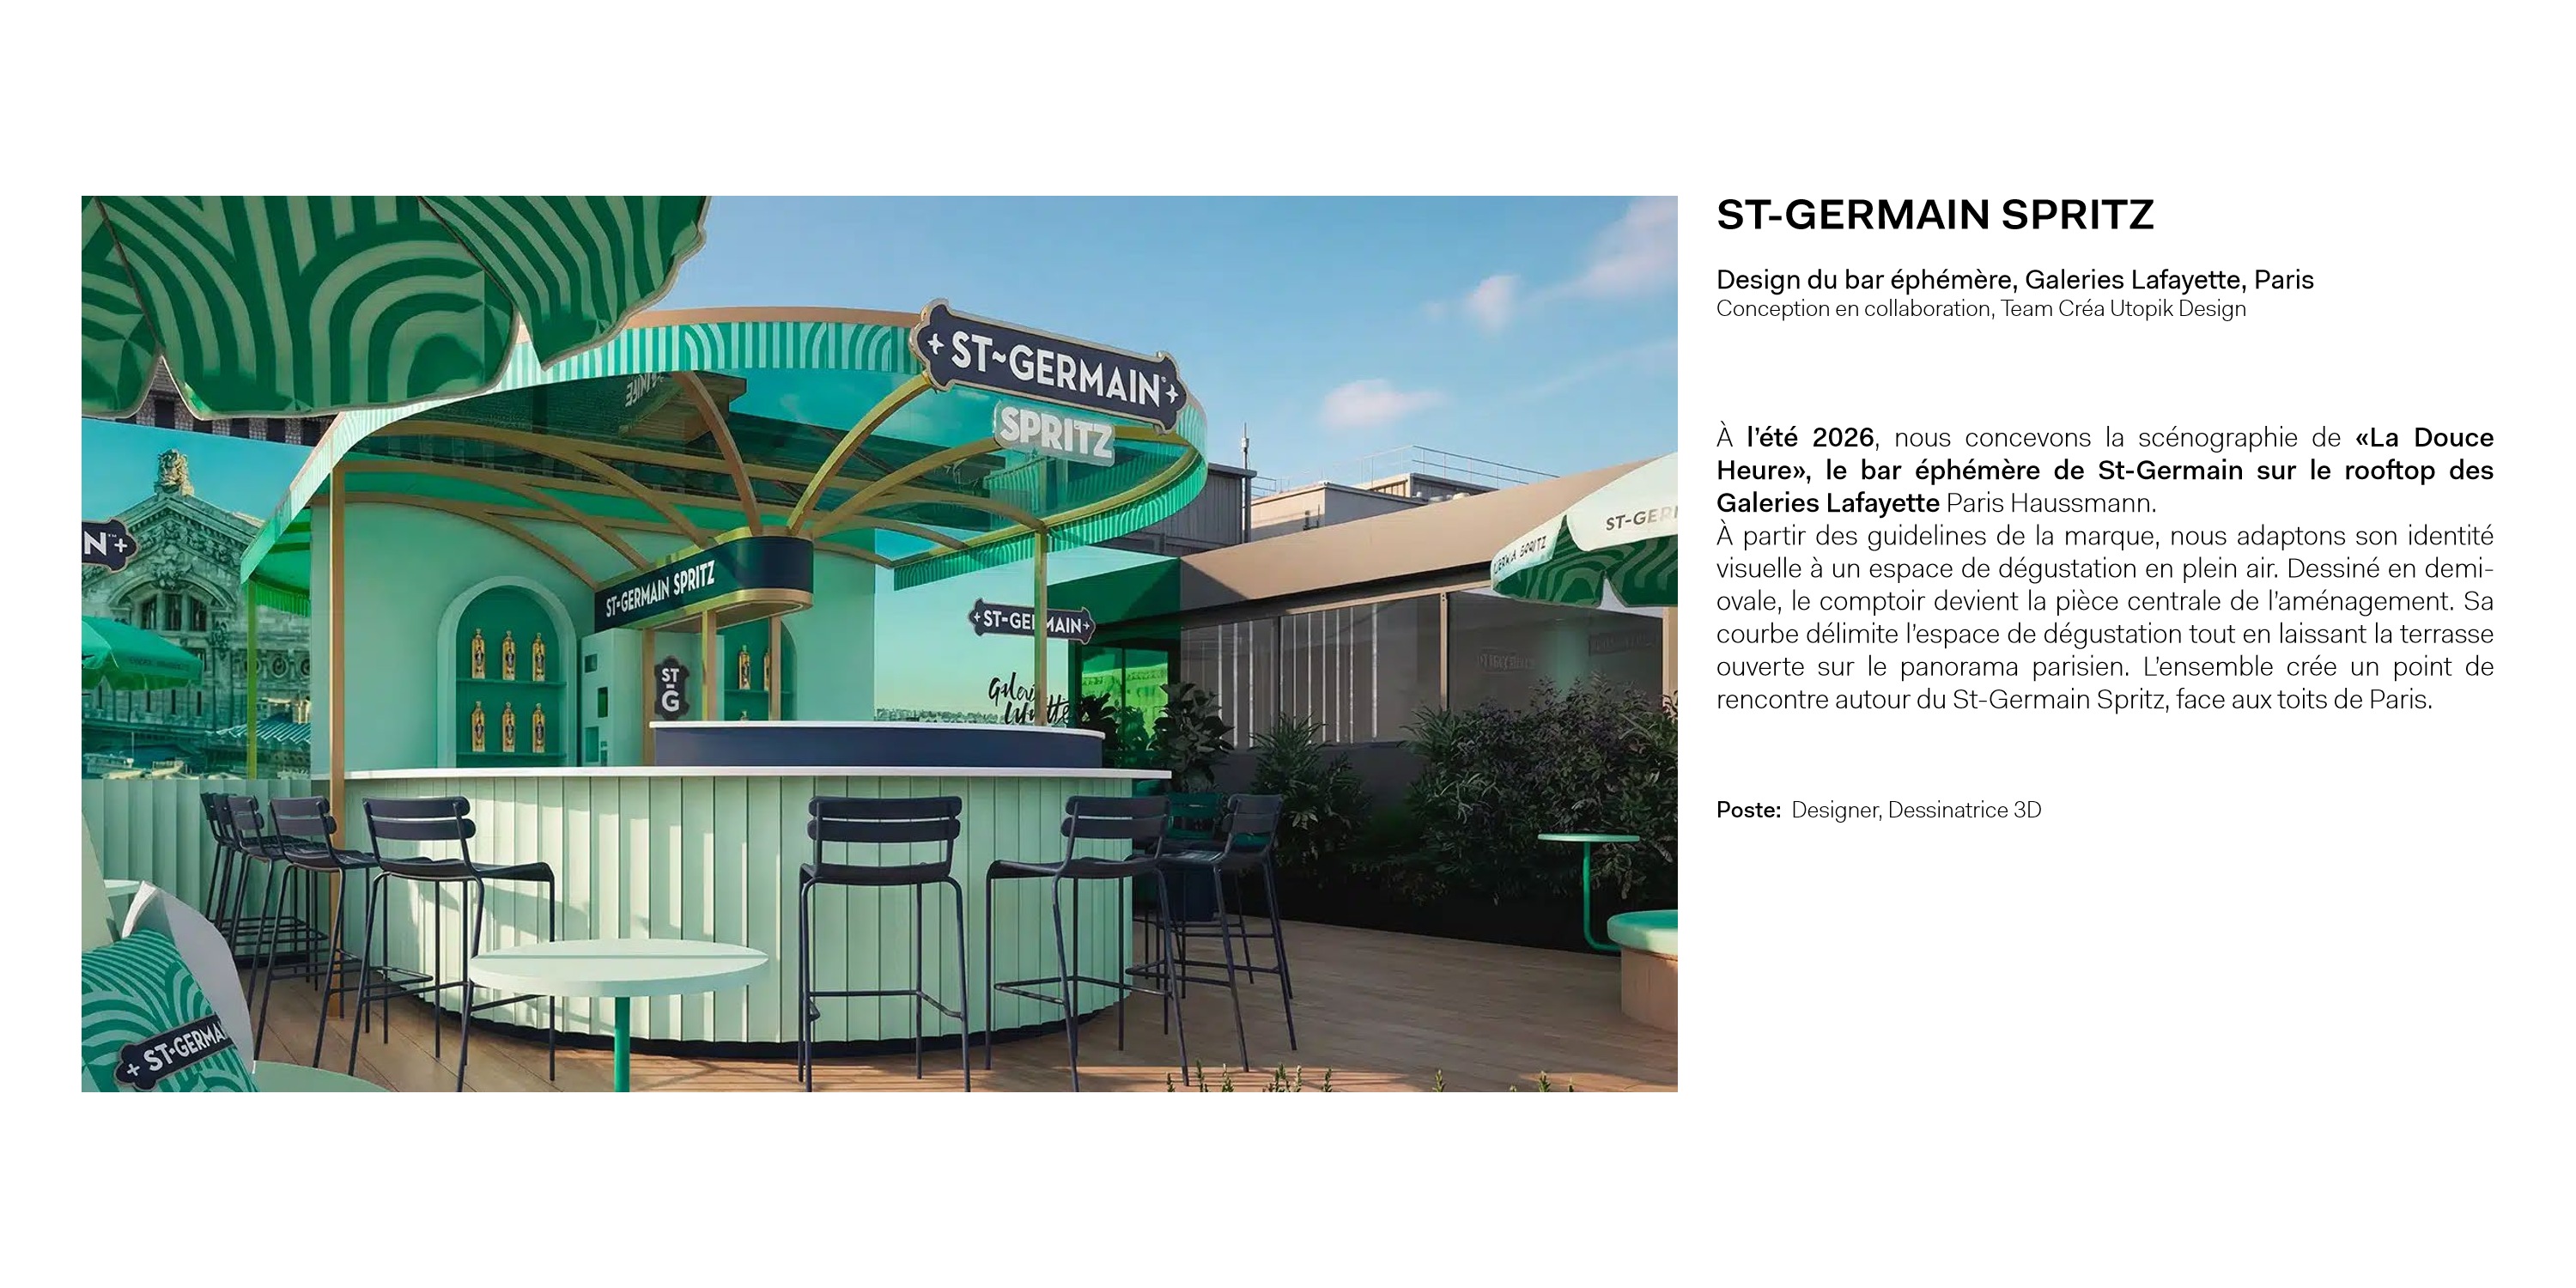 ST-GERMAIN SPRITZ
Design du bar éphémère, Galeries Lafayette, Paris
Conception en collaboration, Team Créa Utopik Design
À l'été 2026, nous concevons la scénographie de «La Douce
Heure», le bar éphémère de St-Germain sur le rooftop des
Galeries Lafayette Paris Haussmann.
À partir des guidelines de la marque, nous adaptons son identité
visuelle à un espace de dégustation en plein air. Dessiné en demi-
ovale, le comptoir devient la pièce centrale de l'aménagement. Sa
courbe délimite l'espace de dégustation tout en laissant la terrasse
ouverte sur le panorama parisien. L'ensemble crée un point de
rencontre autour du St-Germain Spritz, face aux toits de Paris.
Poste: Designer, Dessinatrice 3D
ST~GERMAIN
SPRITZ
ST-GERMAIN SPRITZ
ST-GERMAIN
ST-G
N
ST-GER
ST-GERMA